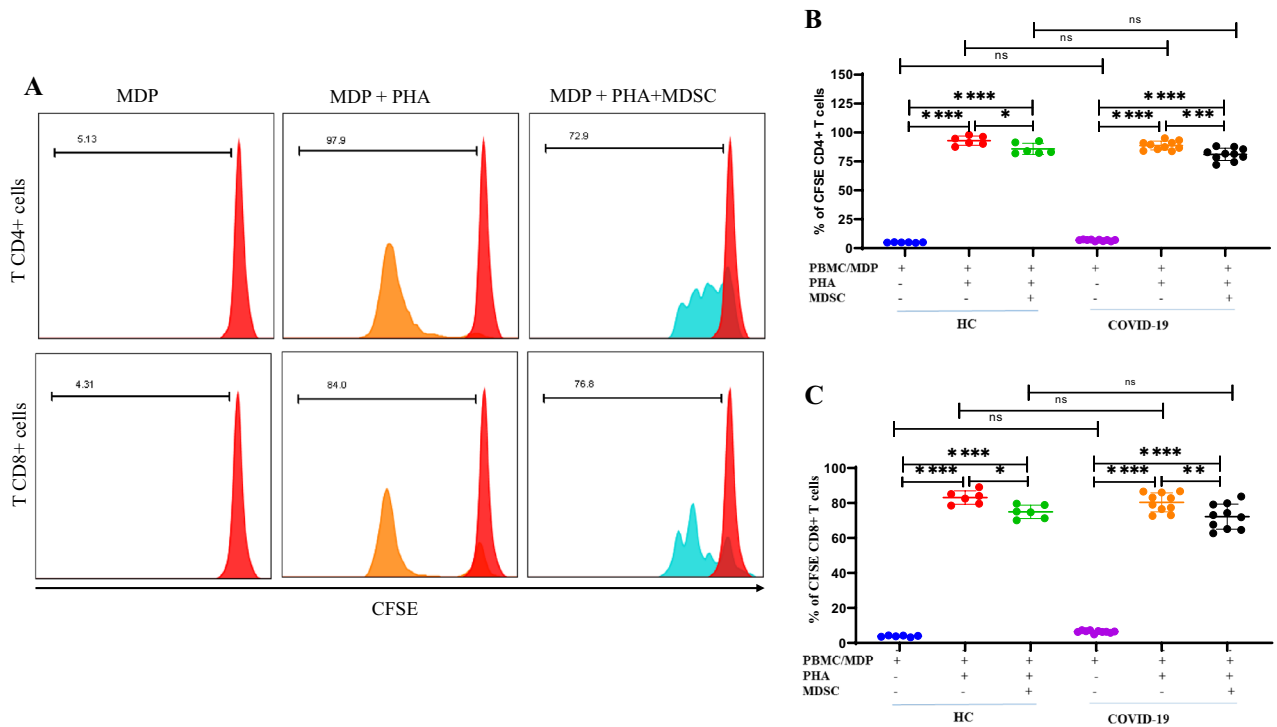 A
MDP
MDP + PHA
MDP + PHA+MDSC
T CD4+ cells
5.13
97.9
72.9
T CD8+ cells
4.31
84.0
76.8
CFSE
B
ns
ns
ns
**** ****
**** * **** ***
% of CFSE CD4+ T cells
150
125
100
75
50
25
0
PBMC/MDP + + + + + +
PHA - + + - + +
MDSC - - + - - +
HC COVID-19
C
ns
ns
ns
**** ****
**** * **** **
% of CFSE CD8+ T cells
100
80
60
40
20
0
PBMC/MDP + + + + + +
PHA - + + - + +
MDSC - - + - - +
HC COVID-19